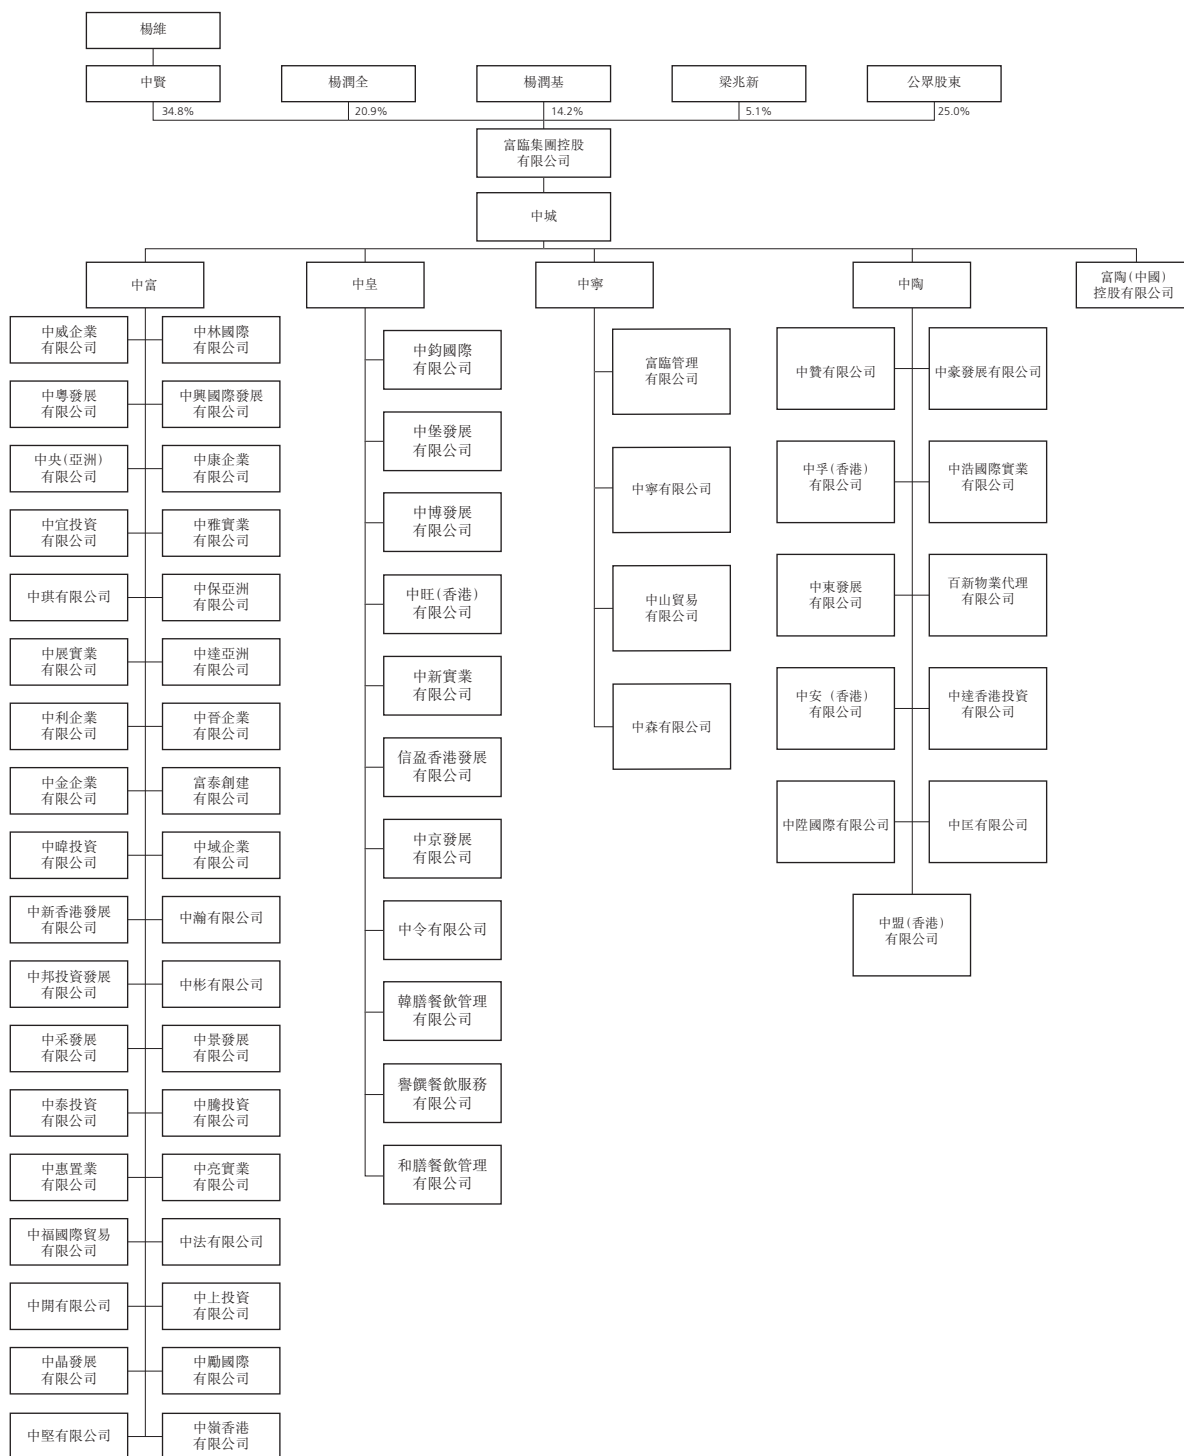 楊維
中賢
楊潤全
楊潤基
梁兆新
公眾股東
34.8%
20.9%
14.2%
5.1%
25.0%
富臨集團控股
有限公司
中城
中富
中皇
中寧
中陶
富陶(中國)
控股有限公司
中威企業
有限公司
中林國際
有限公司
中粵發展
有限公司
中興國際發展
有限公司
中央(亞洲)
有限公司
中康企業
有限公司
中宜投資
有限公司
中雅實業
有限公司
中琪有限公司
中保亞洲
有限公司
中展實業
有限公司
中達亞洲
有限公司
中利企業
有限公司
中晉企業
有限公司
中金企業
有限公司
富泰創建
有限公司
中暐投資
有限公司
中域企業
有限公司
中新香港發展
有限公司
中瀚有限公司
中邦投資發展
有限公司
中彬有限公司
中采發展
有限公司
中景發展
有限公司
中泰投資
有限公司
中騰投資
有限公司
中惠置業
有限公司
中亮實業
有限公司
中福國際貿易
有限公司
中法有限公司
中開有限公司
中上投資
有限公司
中晶發展
有限公司
中勵國際
有限公司
中堅有限公司
中嶺香港
有限公司
中鈞國際
有限公司
中堡發展
有限公司
中博發展
有限公司
中旺(香港)
有限公司
中新實業
有限公司
信盈香港發展
有限公司
中京發展
有限公司
中令有限公司
韓膳餐飲管理
有限公司
譽饌餐飲服務
有限公司
和膳餐飲管理
有限公司
富臨管理
有限公司
中寧有限公司
中山貿易
有限公司
中森有限公司
中贊有限公司
中豪發展有限公司
中孚(香港)
有限公司
中浩國際實業
有限公司
中東發展
有限公司
百新物業代理
有限公司
中安 (香港)
有限公司
中達香港投資
有限公司
中陞國際有限公司
中匡有限公司
中盟(香港)
有限公司